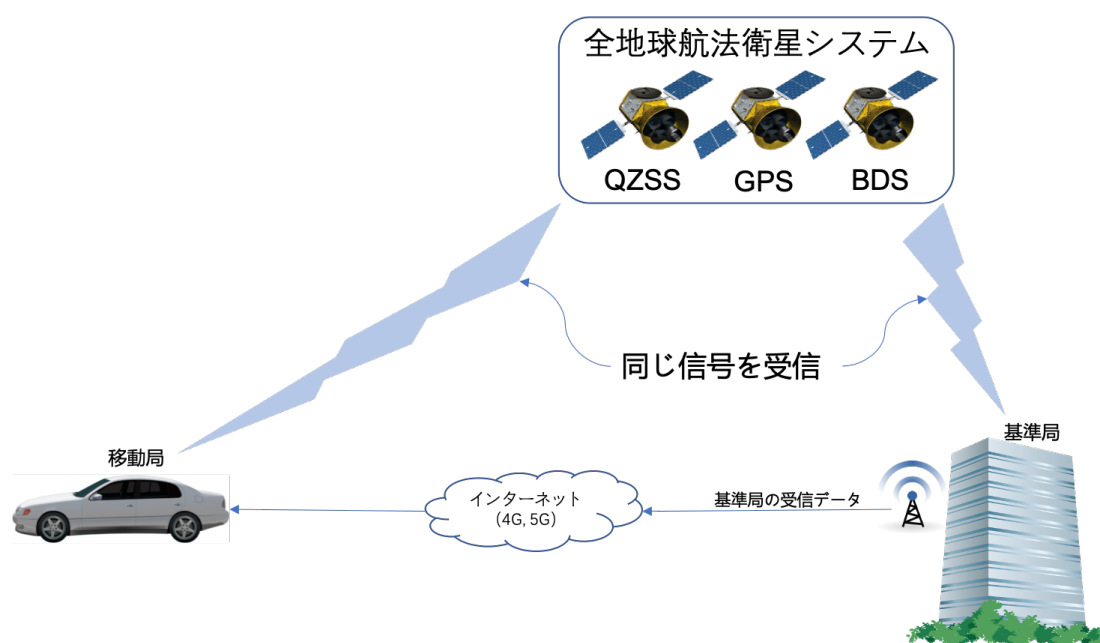 全地球航法衛星システム
QZSS GPS BDS
同じ信号を受信
移動局
基準局
インターネット
(4G, 5G)
基準局の受信データ